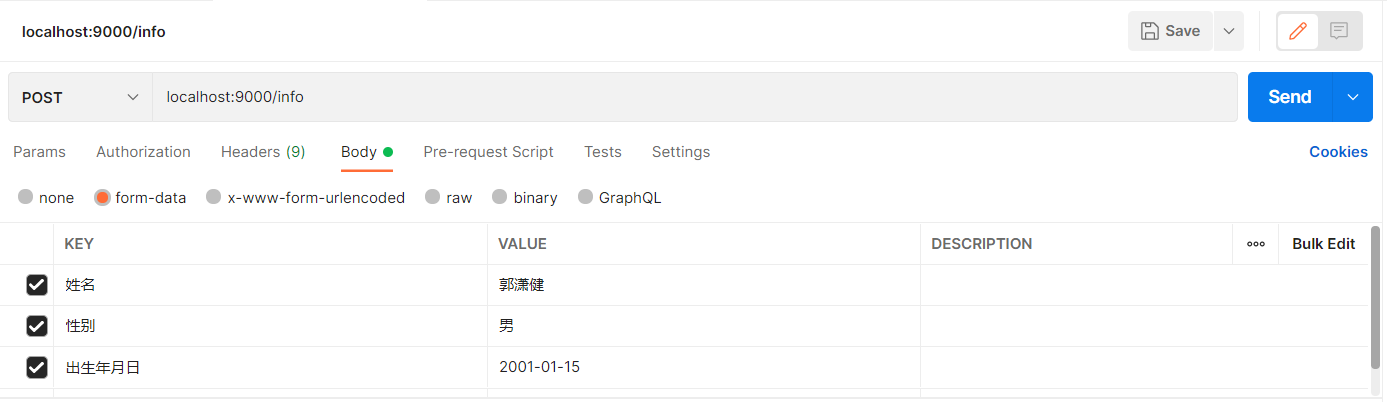 localhost:9000/info Save
POST localhost:9000/info Send
Params Authorization Headers (9) Body Pre-request Script Tests Settings Cookies
none form-data x-www-form-urlencoded raw binary GraphQL
KEY VALUE DESCRIPTION Bulk Edit
姓名 郭潇健
性别 男
出生年月日 2001-01-15